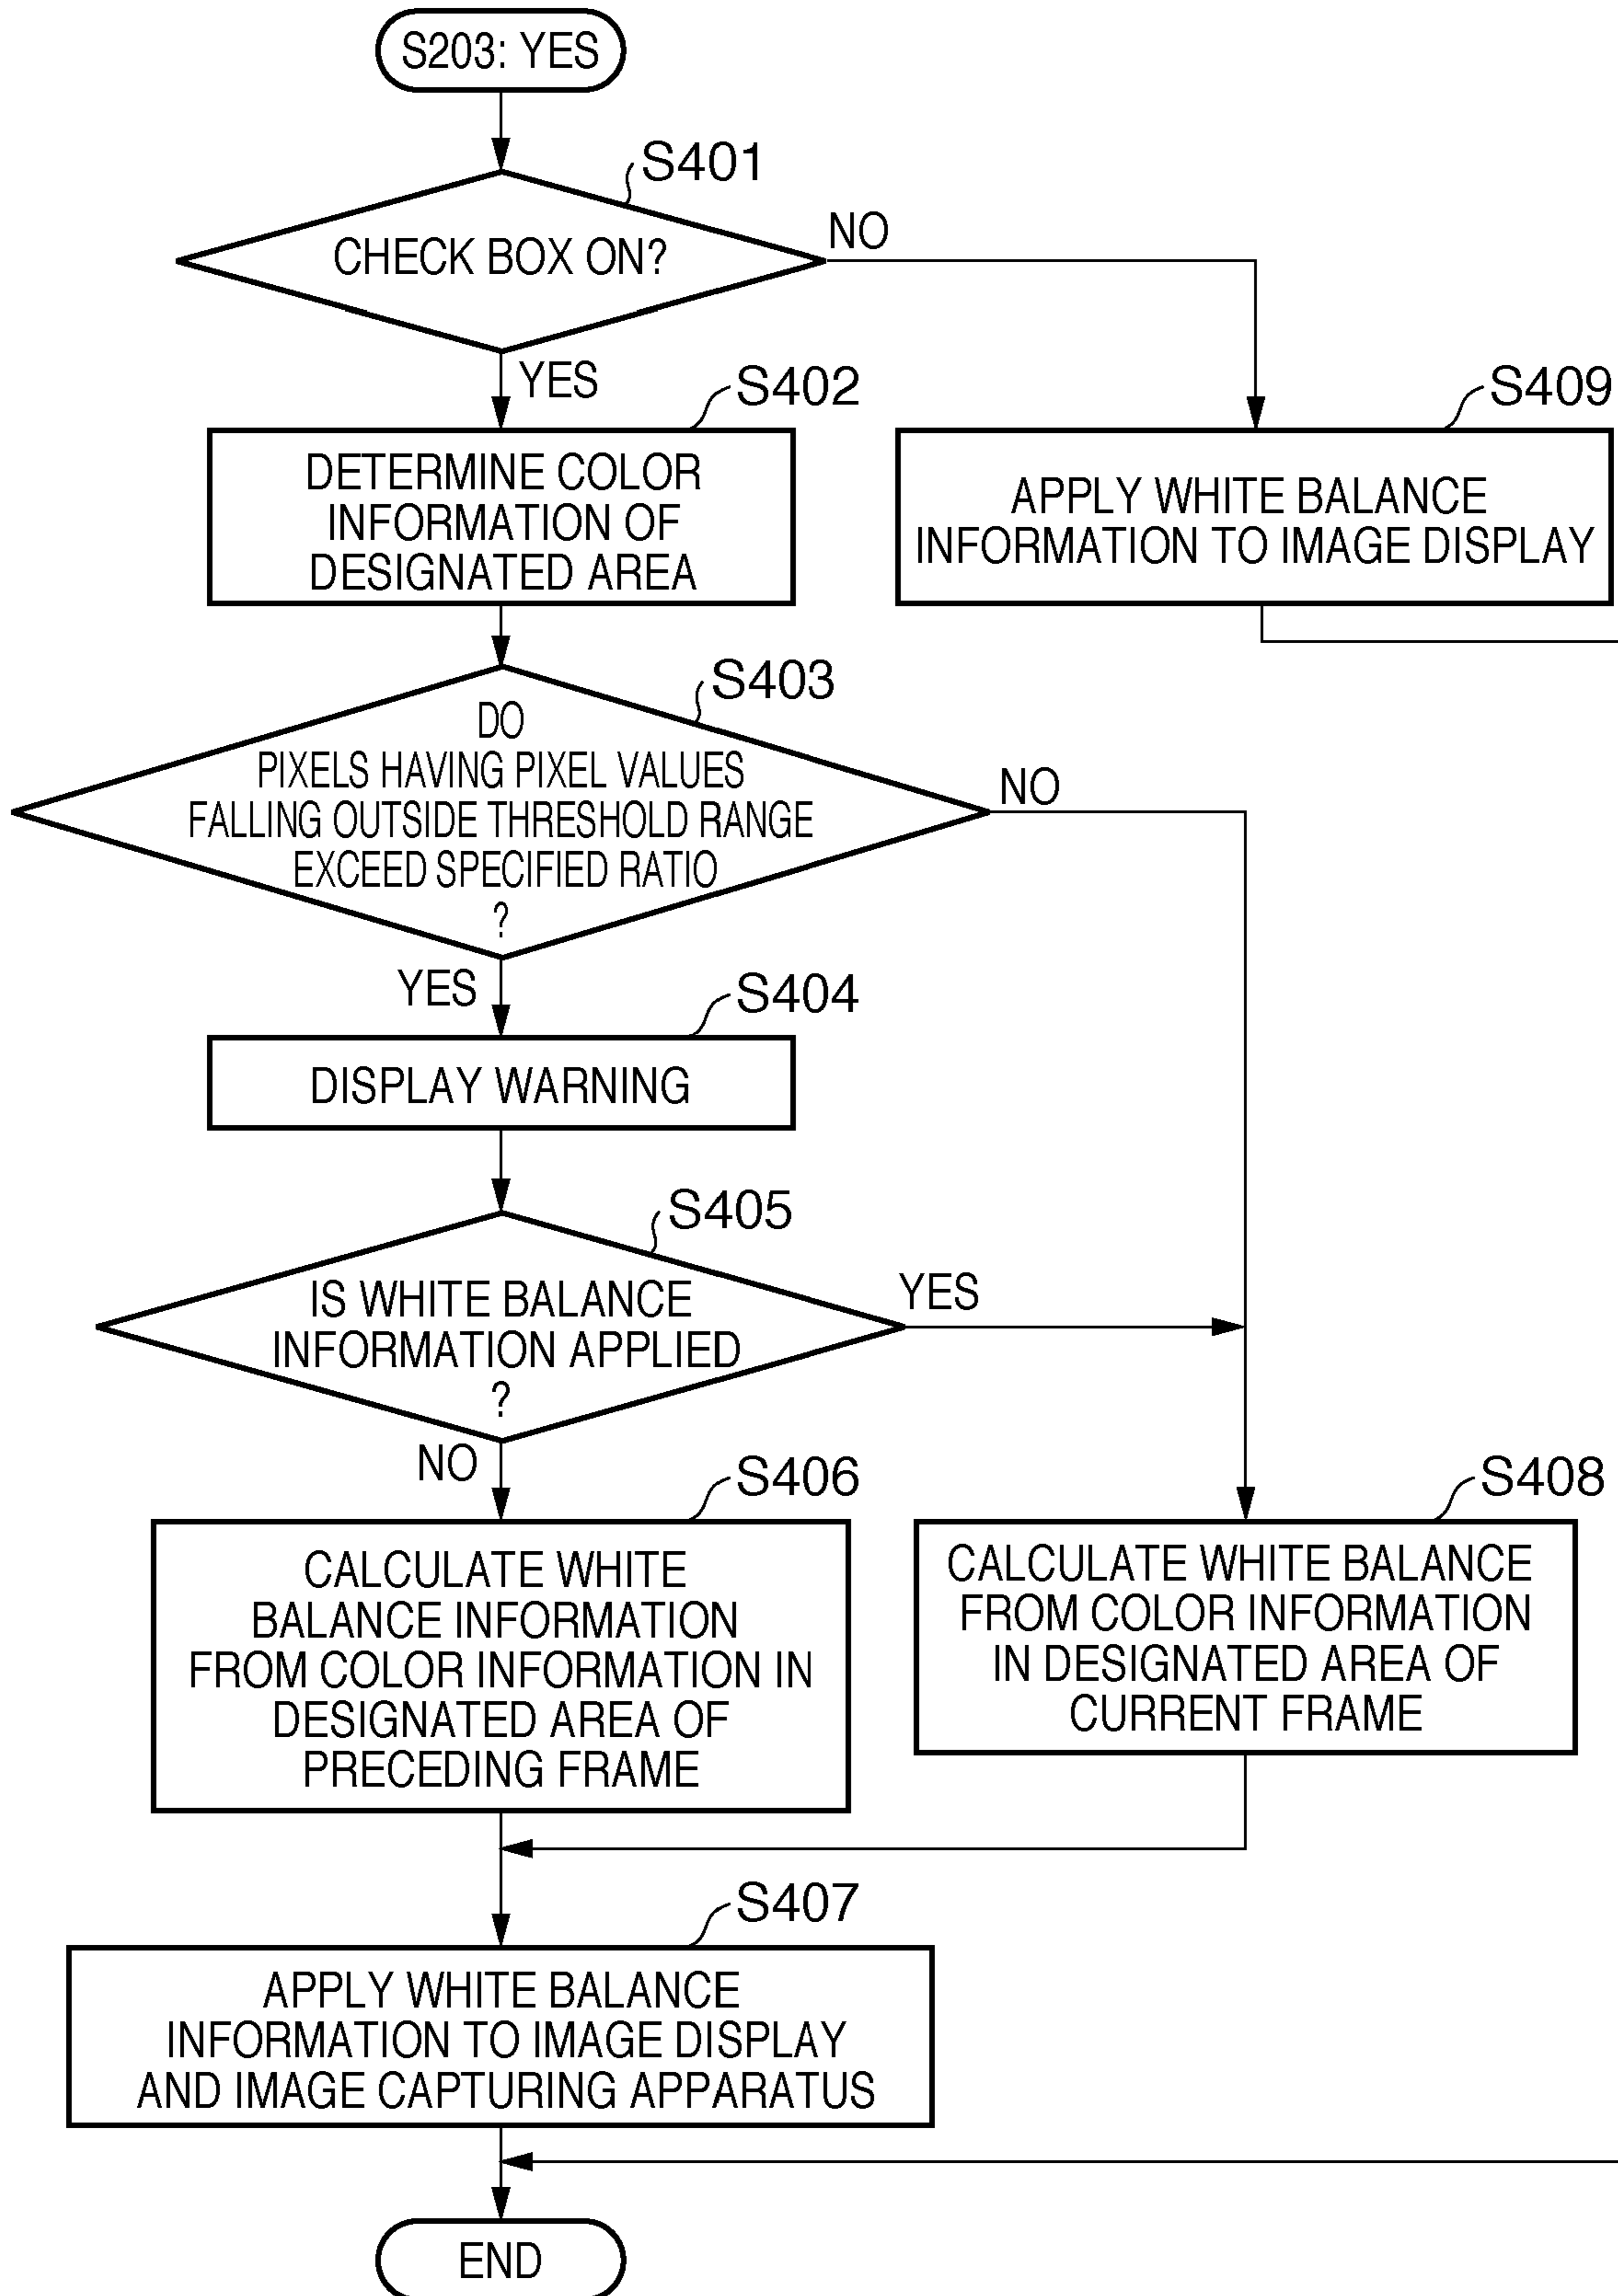 S203: YES
S401
CHECK BOX ON?
NO
YES
S402
DETERMINE COLOR
INFORMATION OF
DESIGNATED AREA
S409
APPLY WHITE BALANCE
INFORMATION TO IMAGE DISPLAY
S403
DO
PIXELS HAVING PIXEL VALUES
FALLING OUTSIDE THRESHOLD RANGE
EXCEED SPECIFIED RATIO
?
NO
YES
S404
DISPLAY WARNING
S405
IS WHITE BALANCE
INFORMATION APPLIED
?
YES
NO
S406
CALCULATE WHITE
BALANCE INFORMATION
FROM COLOR INFORMATION IN
DESIGNATED AREA OF
PRECEDING FRAME
S408
CALCULATE WHITE BALANCE
FROM COLOR INFORMATION
IN DESIGNATED AREA OF
CURRENT FRAME
S407
APPLY WHITE BALANCE
INFORMATION TO IMAGE DISPLAY
AND IMAGE CAPTURING APPARATUS
END